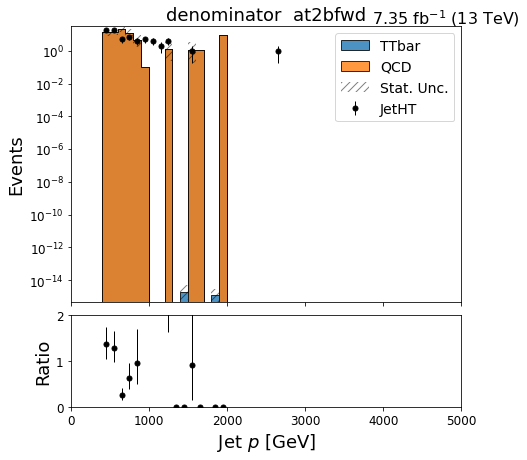 denominator at2bfwd 7.35 fb⁻¹ (13 TeV)
TTbar
QCD
Stat. Unc.
JetHT
Events
10⁰
10⁻²
10⁻⁴
10⁻⁶
10⁻⁸
10⁻¹⁰
10⁻¹²
10⁻¹⁴
Ratio
2
1
0
0 1000 2000 3000 4000 5000
Jet p [GeV]